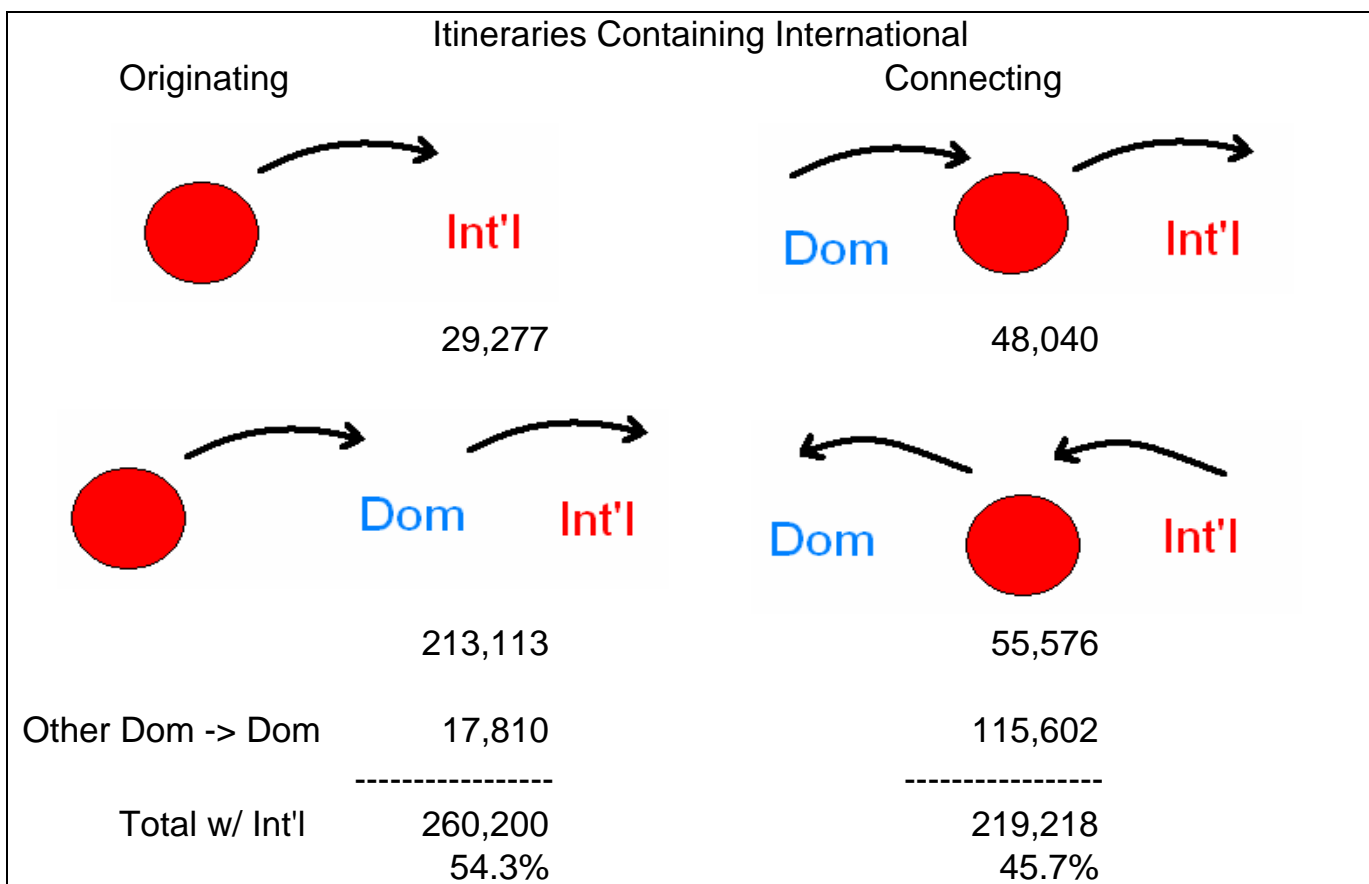 Itineraries Containing International
Originating Connecting
Int'l Dom Int'l
29,277 48,040
Dom Int'l Dom Int'l
213,113 55,576
Other Dom -> Dom 17,810 115,602
----------------- -----------------
Total w/ Int'l 260,200 219,218
54.3% 45.7%